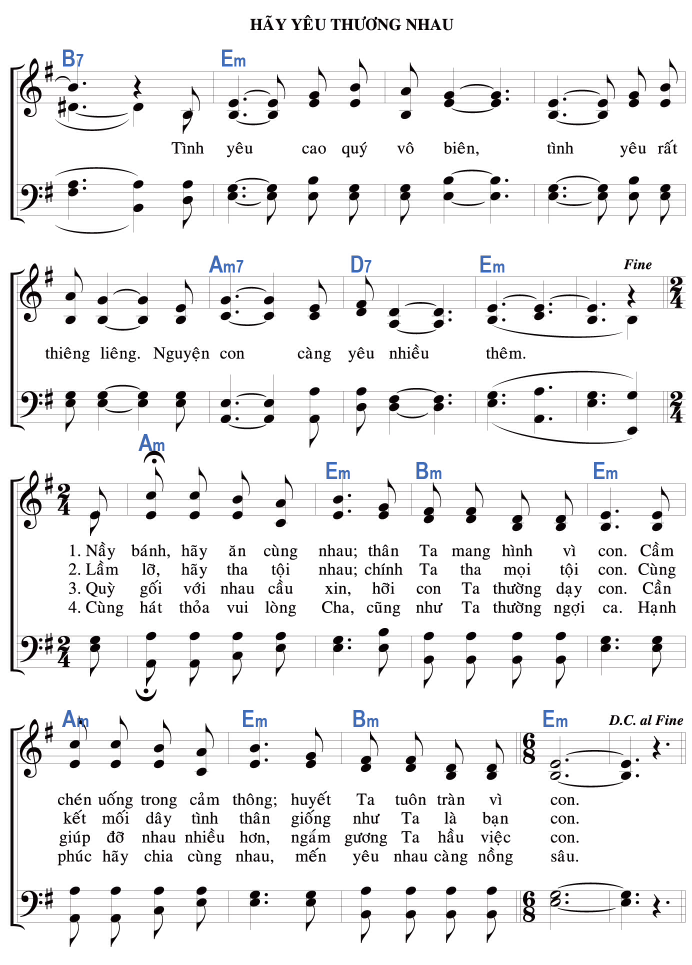 HÃY YÊU THƯƠNG NHAU
B7 Em
Tình yêu cao quý vô biên, tình yêu rất
Am7 D7 Em Fine
thiêng liêng. Nguyện con càng yêu nhiều thêm.
Am Em Bm Em
1. Nầy bánh, hãy ăn cùng nhau; thân Ta mang hình vì con. Cầm
2. Lầm lỡ, hãy tha tội nhau; chính Ta tha mọi tội con. Cùng
3. Quỳ gối với nhau cầu xin, hỡi con Ta thường dạy con. Cần
4. Cùng hát thỏa vui lòng Cha, cũng như Ta thường ngợi ca. Hạnh
Am Em Bm Em D.C. al Fine
chén uống trong cảm thông; huyết Ta tuôn tràn vì con.
kết mối dây tình thân giống như Ta là bạn con.
giúp đỡ nhau nhiều hơn, ngắm gương Ta hầu việc con.
phúc hãy chia cùng nhau, mến yêu nhau càng nồng sâu.